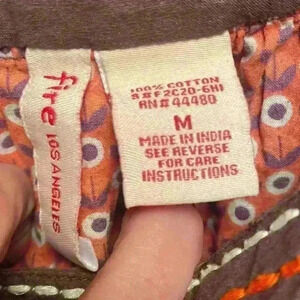 fire
LOS ANGELES
100% COTTON
S#F2C20-6HI
RN#44480
M
MADE IN INDIA
SEE REVERSE
FOR CARE
INSTRUCTIONS